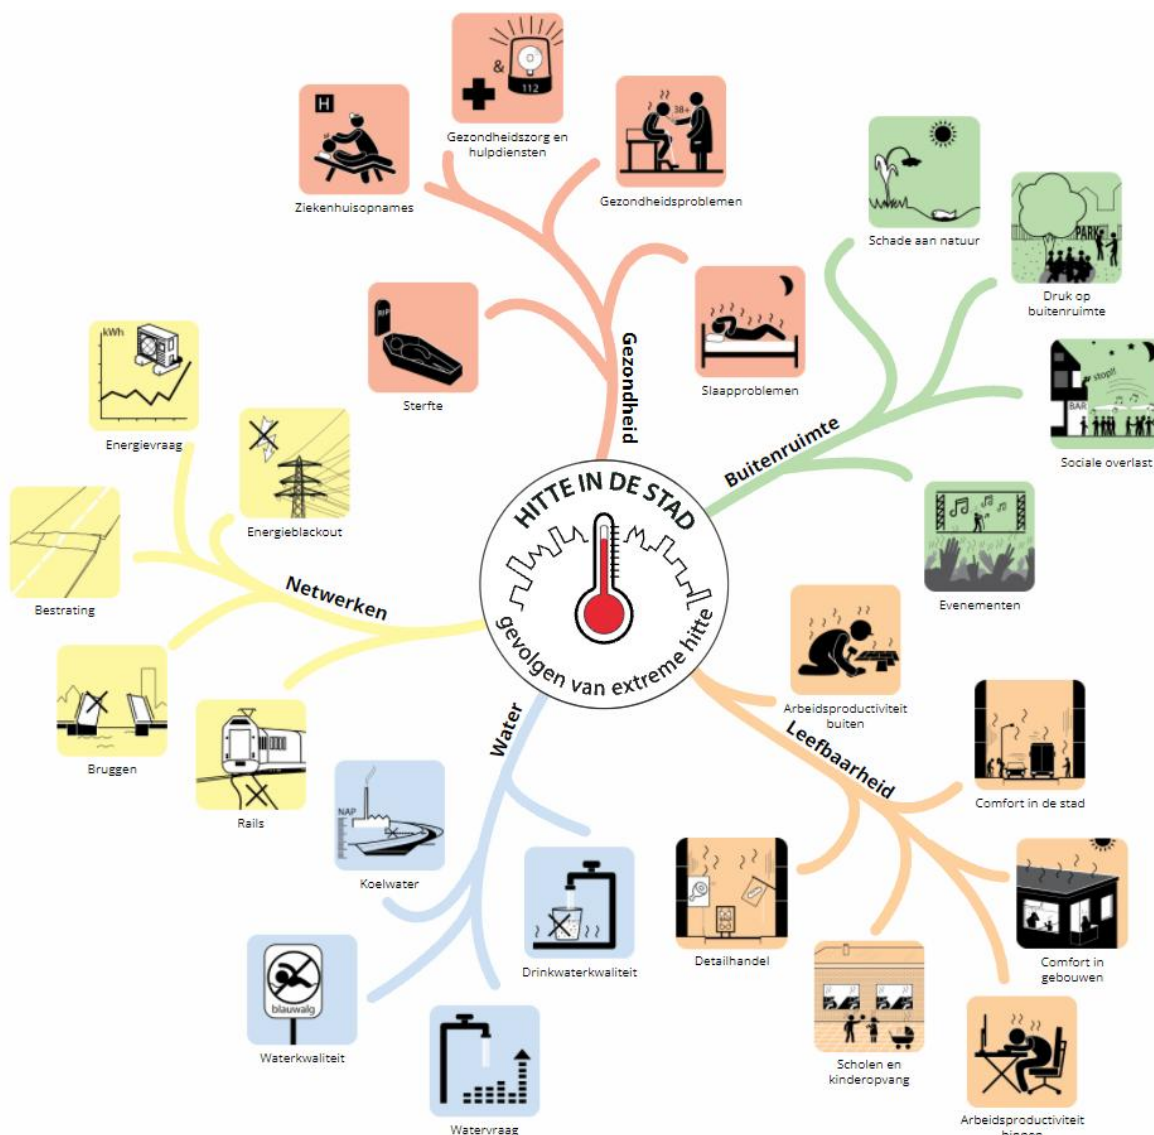 HITTE IN DE STAD
gevolgen van extreme hitte
Gezondheid
H
Ziekenhuisopnames
&
112
Gezondheidszorg en
hulpdiensten
38+
Gezondheidsproblemen
RIP
Sterfte
Slaapproblemen
Buitenruimte
Schade aan natuur
PARK
Druk op
buitenruimte
stop!!
BAR
Sociale overlast
Evenementen
Leefbaarheid
Arbeidsproductiviteit
buiten
Comfort in de stad
Comfort in
gebouwen
Arbeidsproductiviteit
binnen
Scholen en
kinderopvang
Detailhandel
Water
Drinkwaterkwaliteit
Watervraag
blauwalg
Waterkwaliteit
NAP
Koelwater
Netwerken
Rails
Bruggen
Bestrating
kWh
Energievraag
Energieblackout